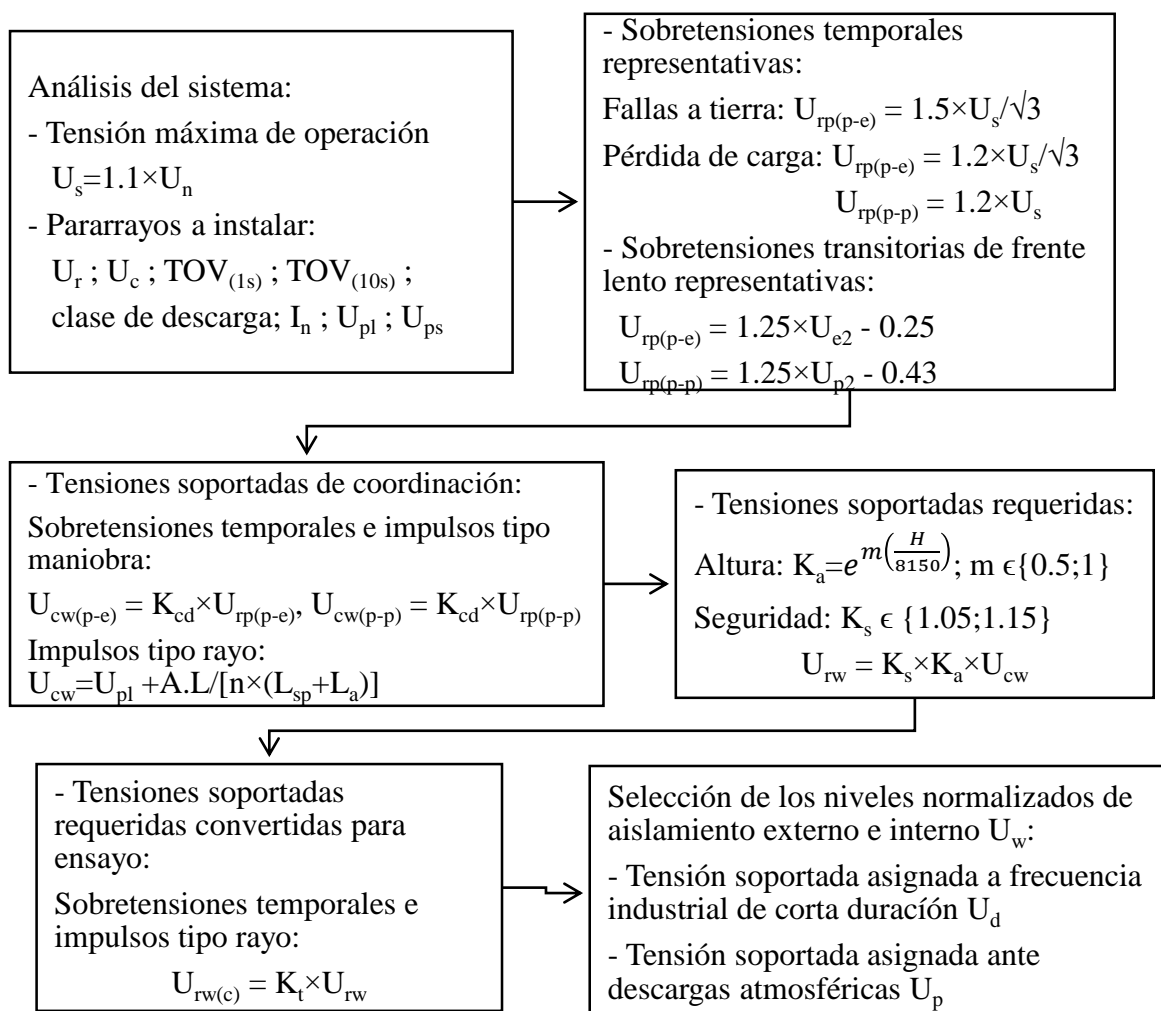 Análisis del sistema:
- Tensión máxima de operación
Uₛ=1.1×Uₙ
- Pararrayos a instalar:
U_r ; U_c ; TOV_(1s) ; TOV_(10s) ;
clase de descarga; I_n ; U_pl ; U_ps
- Sobretensiones temporales
representativas:
Fallas a tierra: U_rp(p-e) = 1.5×U_s/√3
Pérdida de carga: U_rp(p-e) = 1.2×U_s/√3
U_rp(p-p) = 1.2×U_s
- Sobretensiones transitorias de frente
lento representativas:
U_rp(p-e) = 1.25×U_e2 - 0.25
U_rp(p-p) = 1.25×U_p2 - 0.43
- Tensiones soportadas de coordinación:
Sobretensiones temporales e impulsos tipo
maniobra:
U_cw(p-e) = K_cd×U_rp(p-e), U_cw(p-p) = K_cd×U_rp(p-p)
Impulsos tipo rayo:
U_cw=U_pl +A.L/[n×(L_sp+L_a)]
- Tensiones soportadas requeridas:
Altura: K_a=e^m(H/8150); m ϵ{0.5;1}
Seguridad: K_s ϵ {1.05;1.15}
U_rw = K_s×K_a×U_cw
- Tensiones soportadas
requeridas convertidas para
ensayo:
Sobretensiones temporales e
impulsos tipo rayo:
U_rw(c) = K_t×U_rw
Selección de los niveles normalizados de
aislamiento externo e interno U_w:
- Tensión soportada asignada a frecuencia
industrial de corta duracíón U_d
- Tensión soportada asignada ante
descargas atmosféricas U_p